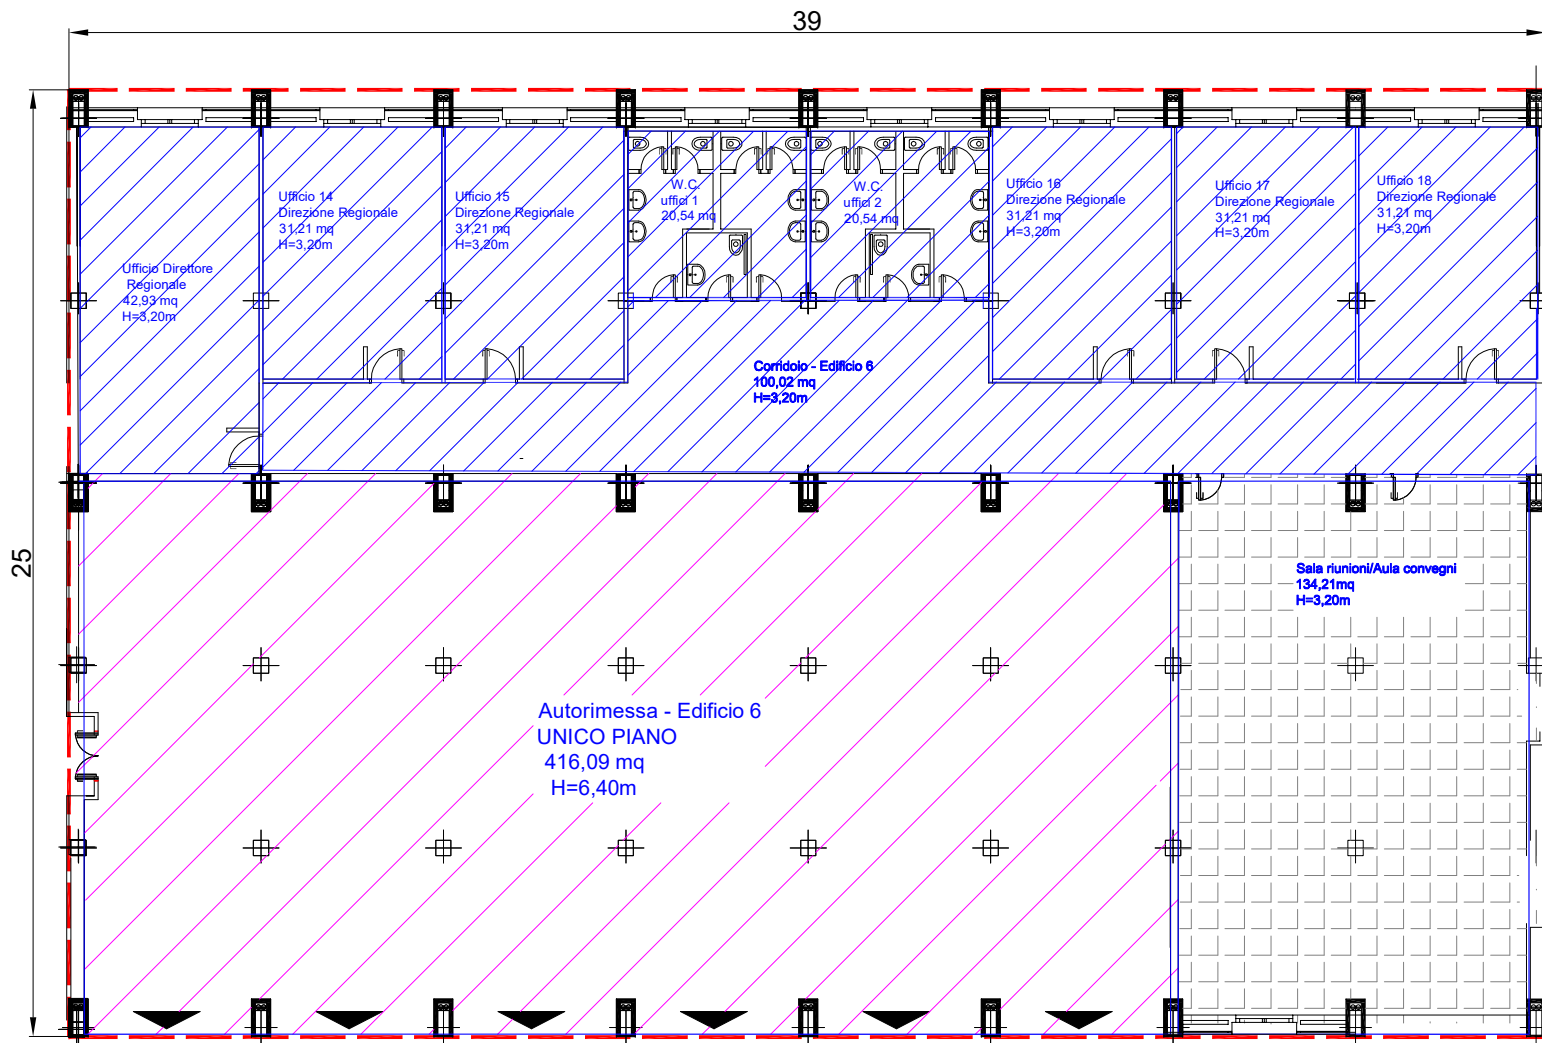 39
25
Ufficio Direttore
Regionale
42,93 mq
H=3,20m
Ufficio 14
Direzione Regionale
31,21 mq
H=3,20m
Ufficio 15
Direzione Regionale
31,21 mq
H=3,20m
W.C.
uffici 1
20,54 mq
W.C.
uffici 2
20,54 mq
Ufficio 16
Direzione Regionale
31,21 mq
H=3,20m
Ufficio 17
Direzione Regionale
31,21 mq
H=3,20m
Ufficio 18
Direzione Regionale
31,21 mq
H=3,20m
Corridoio - Edificio 6
100,02 mq
H=3,20m
Sala riunioni/Aula convegni
134,21mq
H=3,20m
Autorimessa - Edificio 6
UNICO PIANO
416,09 mq
H=6,40m